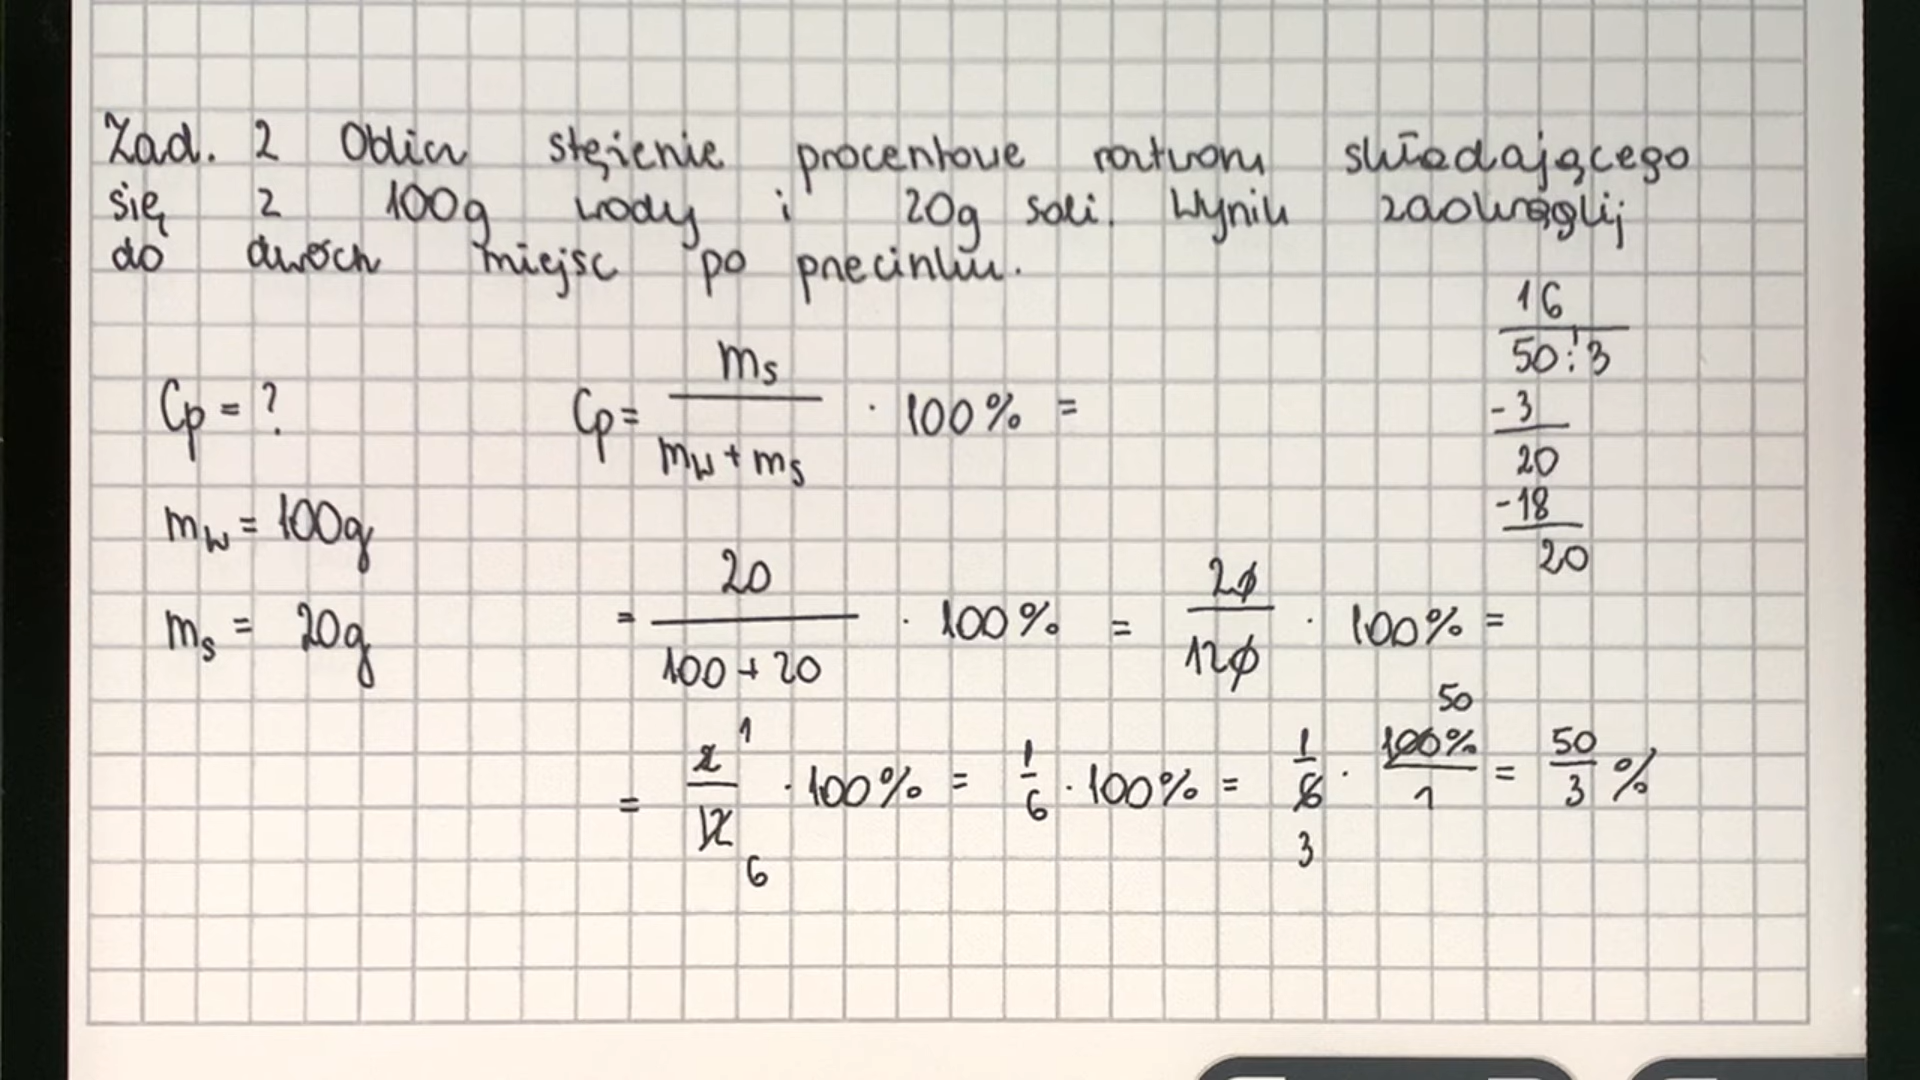 Zad. 2 Oblicz stężenie procentowe roztworu składającego
się z 100g wody i 20g soli. Wynik zaokrąglij
do dwóch miejsc po przecinku.
Cp = ?
mw = 100g
ms = 20g
Cp = ms / (mw + ms) · 100% =
= 20 / (100 + 20) · 100% = 20 / 120 · 100% =
= 2 / 12 1 6 · 100% = 1/6 · 100% = 1/6 3 · 100% 50 / 1 = 50/3 %
16
50 : 3
-3
20
-18
20